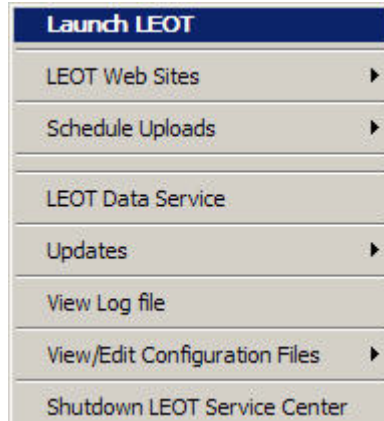 Launch LEOT
LEOT Web Sites
Schedule Uploads
LEOT Data Service
Updates
View Log file
View/Edit Configuration Files
Shutdown LEOT Service Center